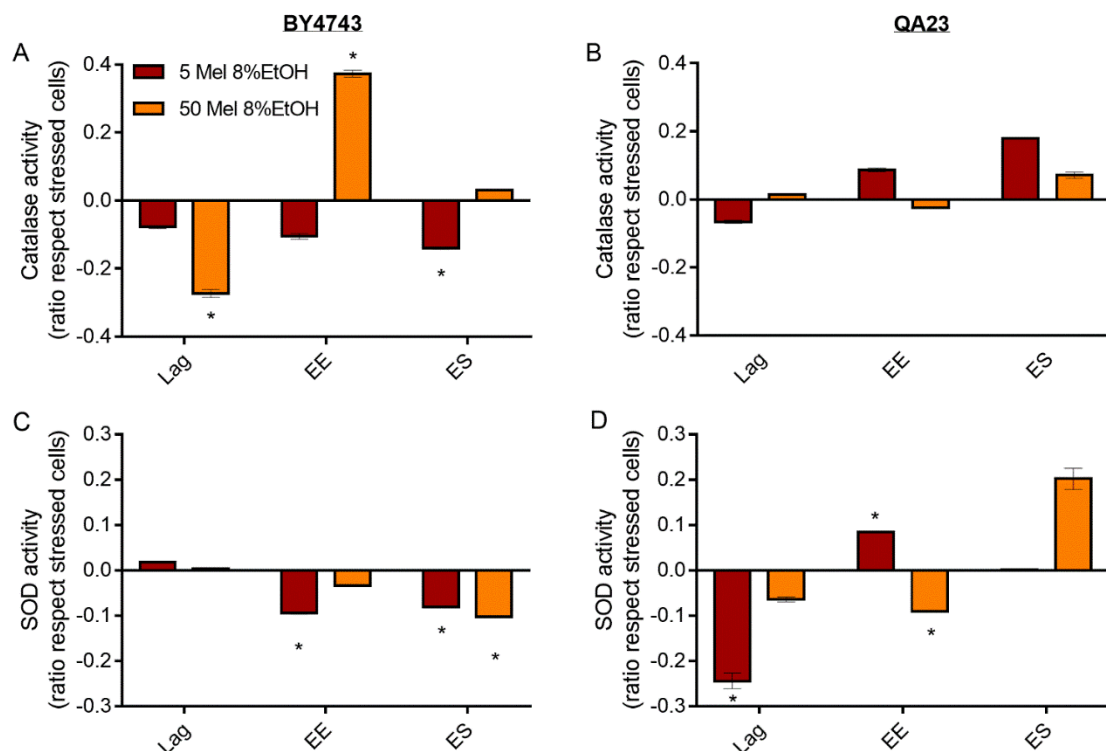 BY4743
QA23
A
5 Mel 8%EtOH
50 Mel 8%EtOH
Catalase activity
(ratio respect stressed cells)
0.4
0.2
0.0
-0.2
-0.4
*
*
*
Lag
EE
ES
B
Catalase activity
(ratio respect stressed cells)
0.4
0.2
0.0
-0.2
-0.4
Lag
EE
ES
C
SOD activity
(ratio respect stressed cells)
0.3
0.2
0.1
0.0
-0.1
-0.2
-0.3
*
*
*
Lag
EE
ES
D
SOD activity
(ratio respect stressed cells)
0.3
0.2
0.1
0.0
-0.1
-0.2
-0.3
*
*
*
Lag
EE
ES